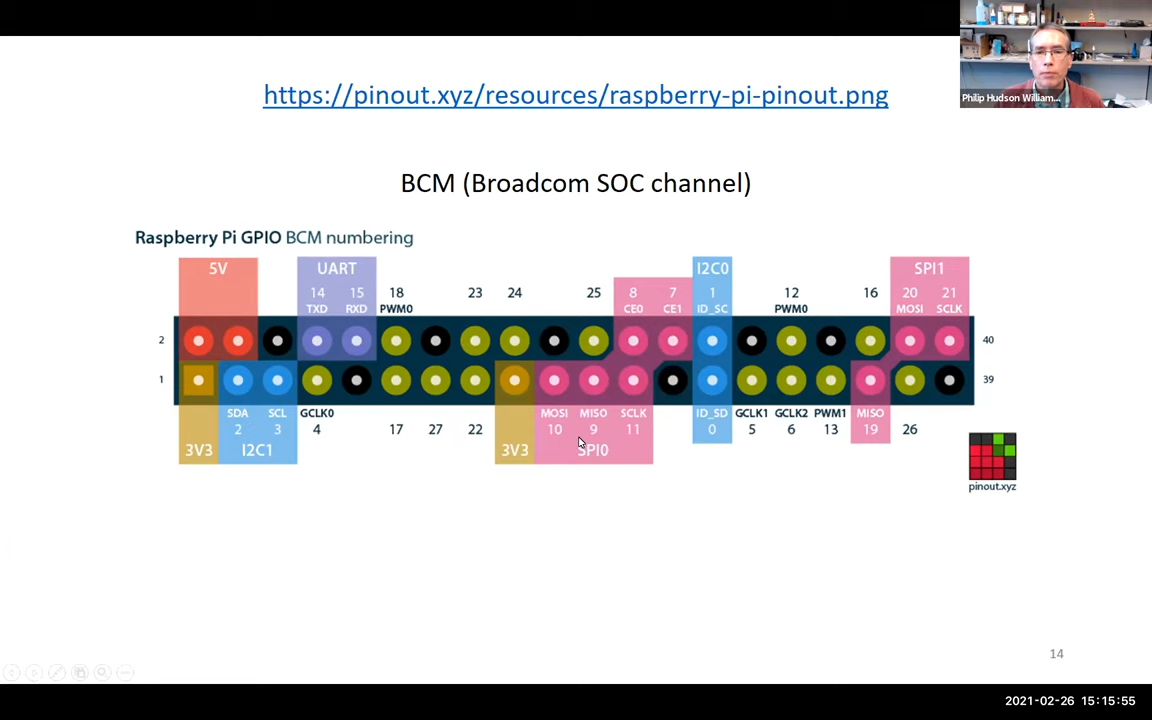 https://pinout.xyz/resources/raspberry-pi-pinout.png
Philip Hudson William...
BCM (Broadcom SOC channel)
Raspberry Pi GPIO BCM numbering
5V UART I2C0 SPI1
14 15 18 23 24 25 8 7 1 12 16 20 21
TXD RXD PWM0 CE0 CE1 ID_SC PWM0 MOSI SCLK
2 40
1 39
SDA SCL GCLK0 MOSI MISO SCLK ID_SD GCLK1 GCLK2 PWM1 MISO
2 3 4 17 27 22 10 9 11 0 5 6 13 19 26
3V3 I2C1 3V3 SPI0
pinout.xyz
14
2021-02-26 15:15:55